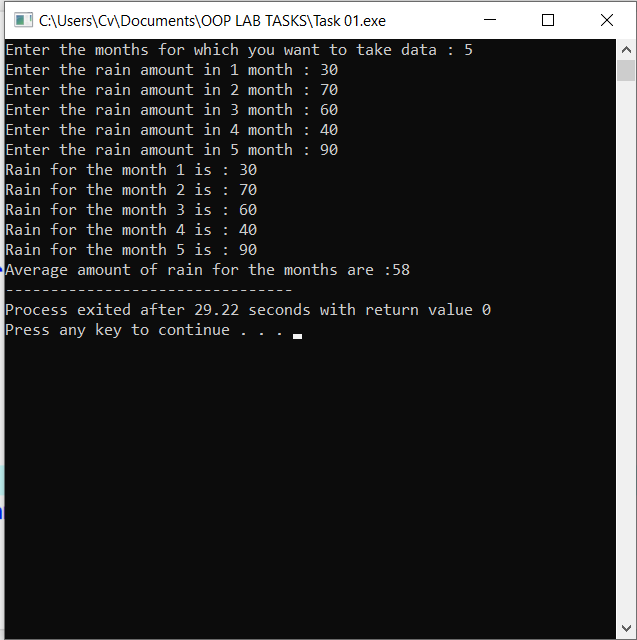 C:\Users\Cv\Documents\OOP LAB TASKS\Task 01.exe
Enter the months for which you want to take data : 5
Enter the rain amount in 1 month : 30
Enter the rain amount in 2 month : 70
Enter the rain amount in 3 month : 60
Enter the rain amount in 4 month : 40
Enter the rain amount in 5 month : 90
Rain for the month 1 is : 30
Rain for the month 2 is : 70
Rain for the month 3 is : 60
Rain for the month 4 is : 40
Rain for the month 5 is : 90
Average amount of rain for the months are :58
--------------------------------
Process exited after 29.22 seconds with return value 0
Press any key to continue . . .